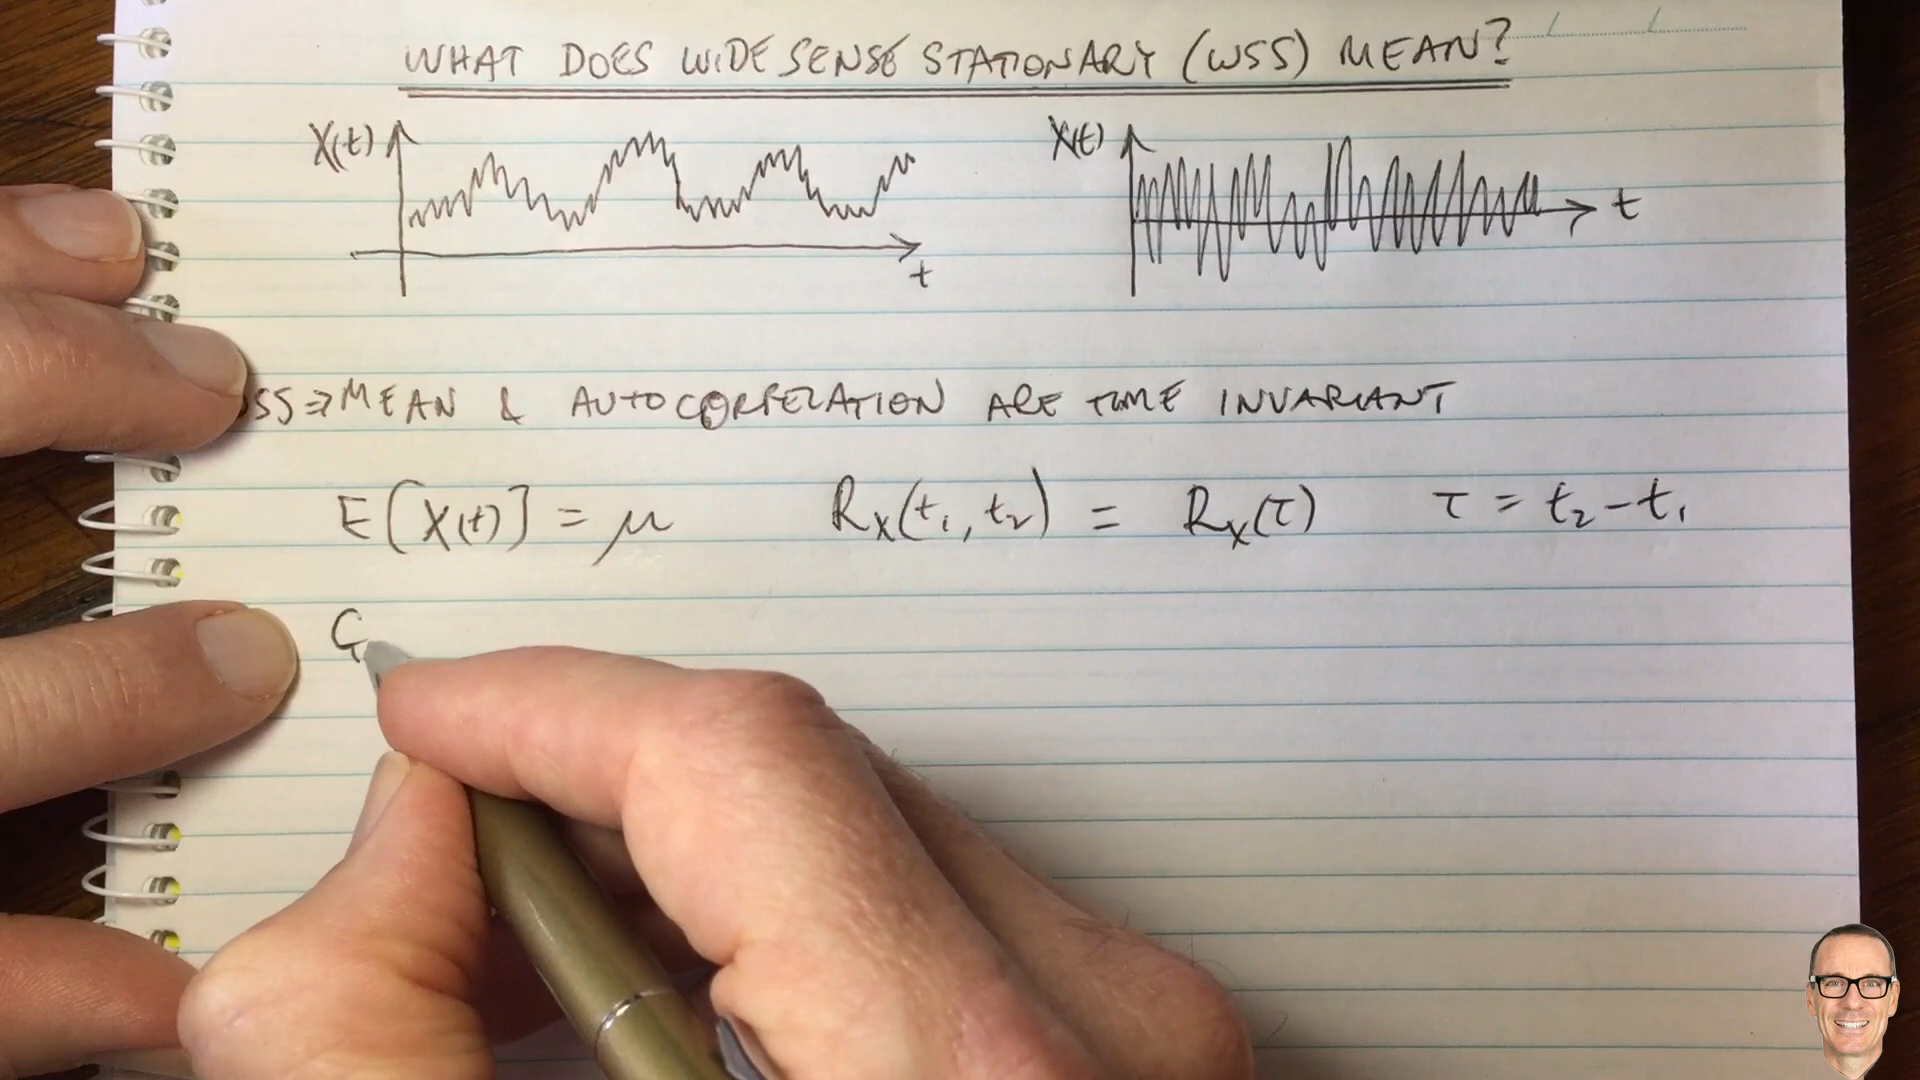 WHAT DOES WIDE SENSE STATIONARY (WSS) MEAN?
X(t)
t
X(t)
t
SS ⇒ MEAN & AUTOCORRELATION ARE TIME INVARIANT
E[X(t)] = μ   Rx(t₁, t₂) = Rx(τ)   τ = t₂ - t₁